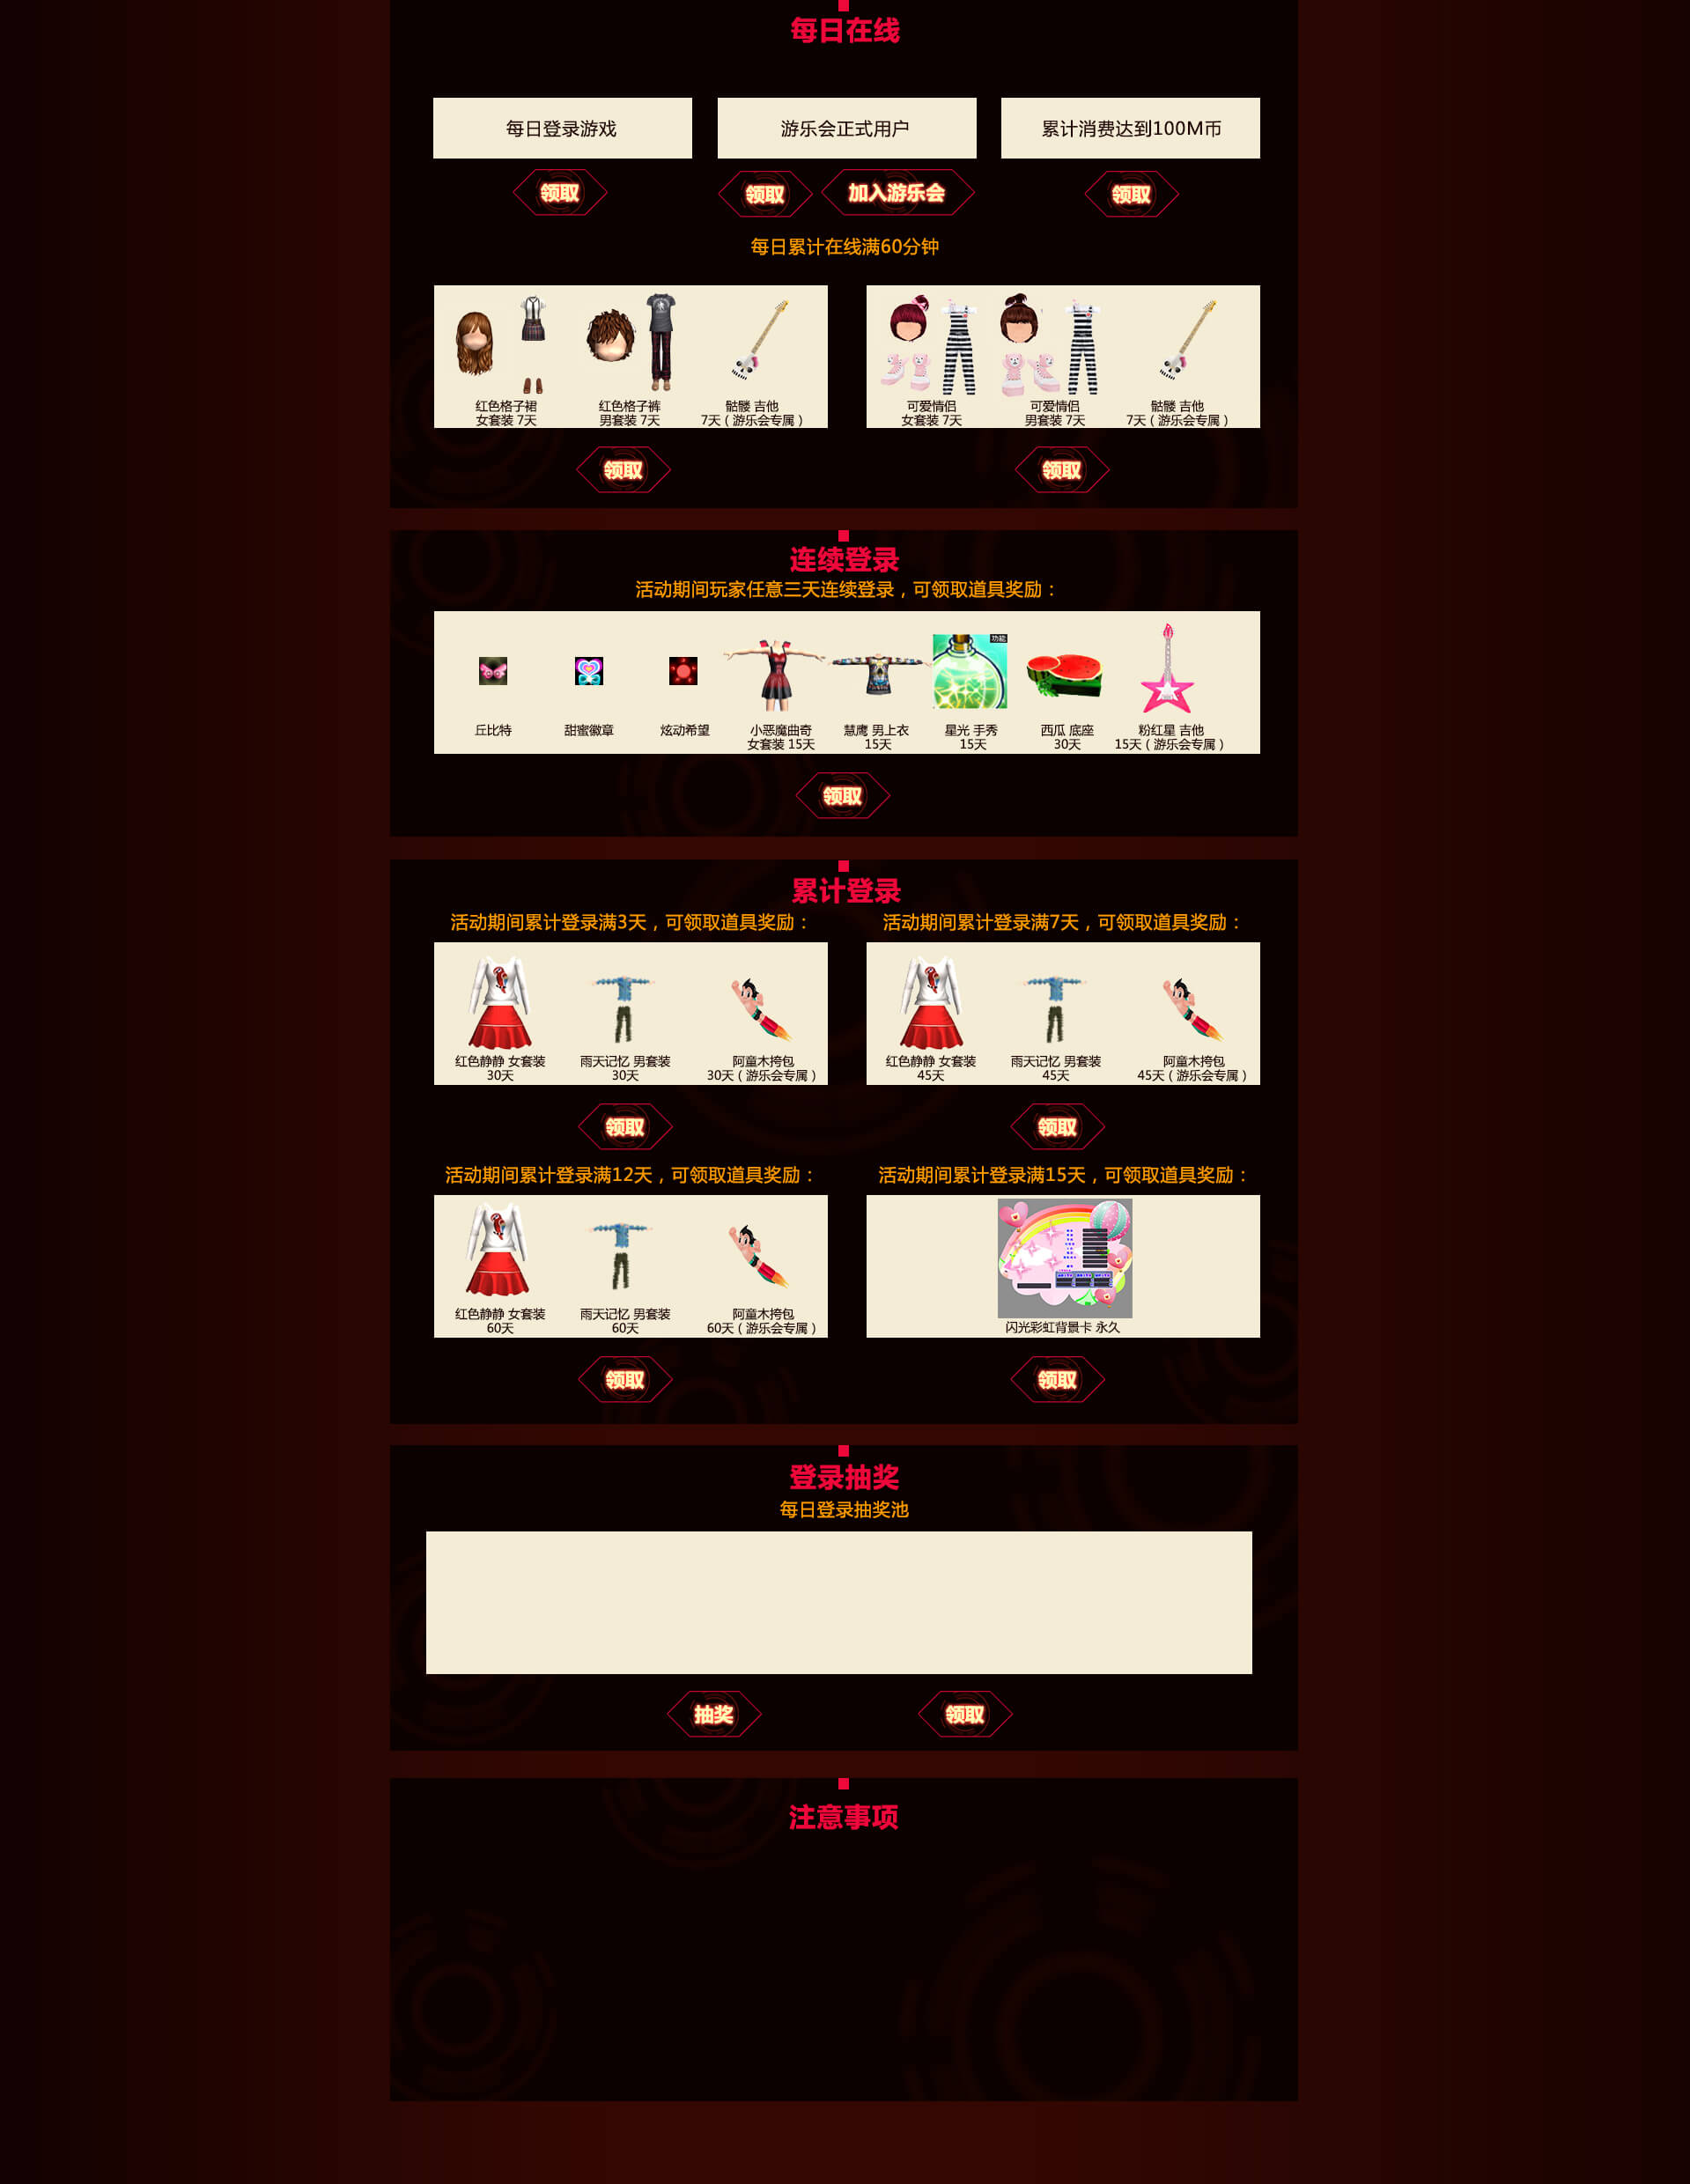 每日在线
每日登录游戏
游乐会正式用户
累计消费达到100M币
领取
领取
加入游乐会
领取
每日累计在线满60分钟
红色格子裙
女套装 7天
红色格子裤
男套装 7天
骷髅 吉他
7天（游乐会专属）
可爱情侣
女套装 7天
可爱情侣
男套装 7天
骷髅 吉他
7天（游乐会专属）
领取
领取
连续登录
活动期间玩家任意三天连续登录，可领取道具奖励：
功能
丘比特
甜蜜徽章
炫动希望
小恶魔曲奇
女套装 15天
慧鹰 男上衣
15天
星光 手秀
15天
西瓜 底座
30天
粉红星 吉他
15天（游乐会专属）
领取
累计登录
活动期间累计登录满3天，可领取道具奖励：
活动期间累计登录满7天，可领取道具奖励：
红色静静 女套装
30天
雨天记忆 男套装
30天
阿童木挎包
30天（游乐会专属）
红色静静 女套装
45天
雨天记忆 男套装
45天
阿童木挎包
45天（游乐会专属）
领取
领取
活动期间累计登录满12天，可领取道具奖励：
活动期间累计登录满15天，可领取道具奖励：
红色静静 女套装
60天
雨天记忆 男套装
60天
阿童木挎包
60天（游乐会专属）
闪光彩虹背景卡 永久
领取
领取
登录抽奖
每日登录抽奖池
抽奖
领取
注意事项